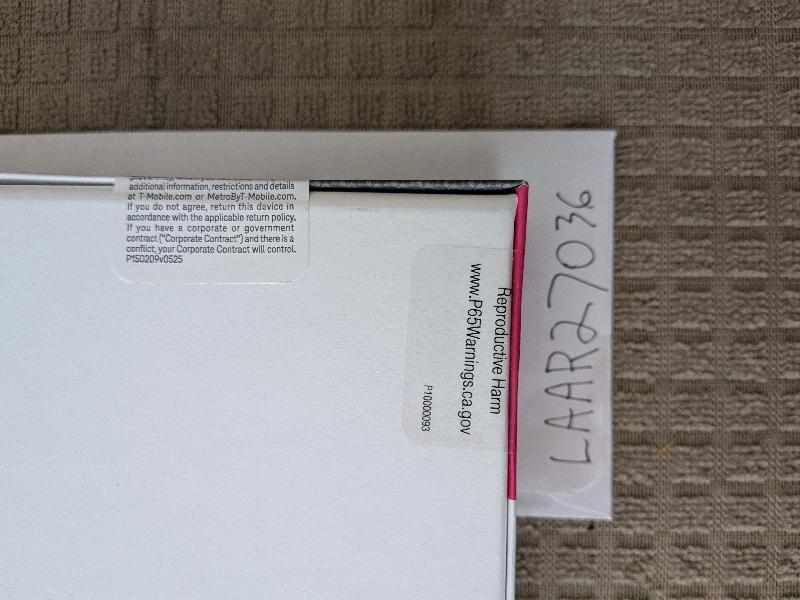 additional information, restrictions and details
at T-Mobile.com or MetroByT-Mobile.com.
If you do not agree, return this device in
accordance with the applicable return policy.
If you have a corporate or government
contract ("Corporate Contract") and there is a
conflict, your Corporate Contract will control.
P150209v0525
Reproductive Harm
www.P65Warnings.ca.gov
P10000093
LAAR27036